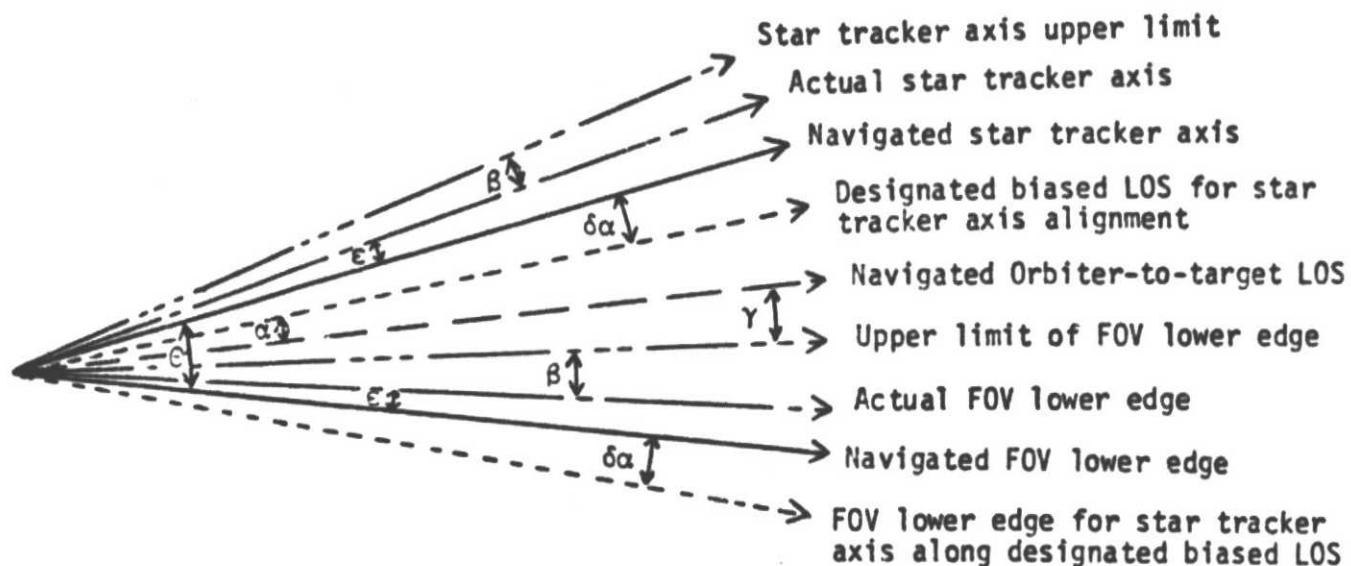 Star tracker axis upper limit
Actual star tracker axis
Navigated star tracker axis
Designated biased LOS for star
tracker axis alignment
Navigated Orbiter-to-target LOS
Upper limit of FOV lower edge
Actual FOV lower edge
Navigated FOV lower edge
FOV lower edge for star tracker
axis along designated biased LOS
β
δα
ε
α
γ
β
ε
δα